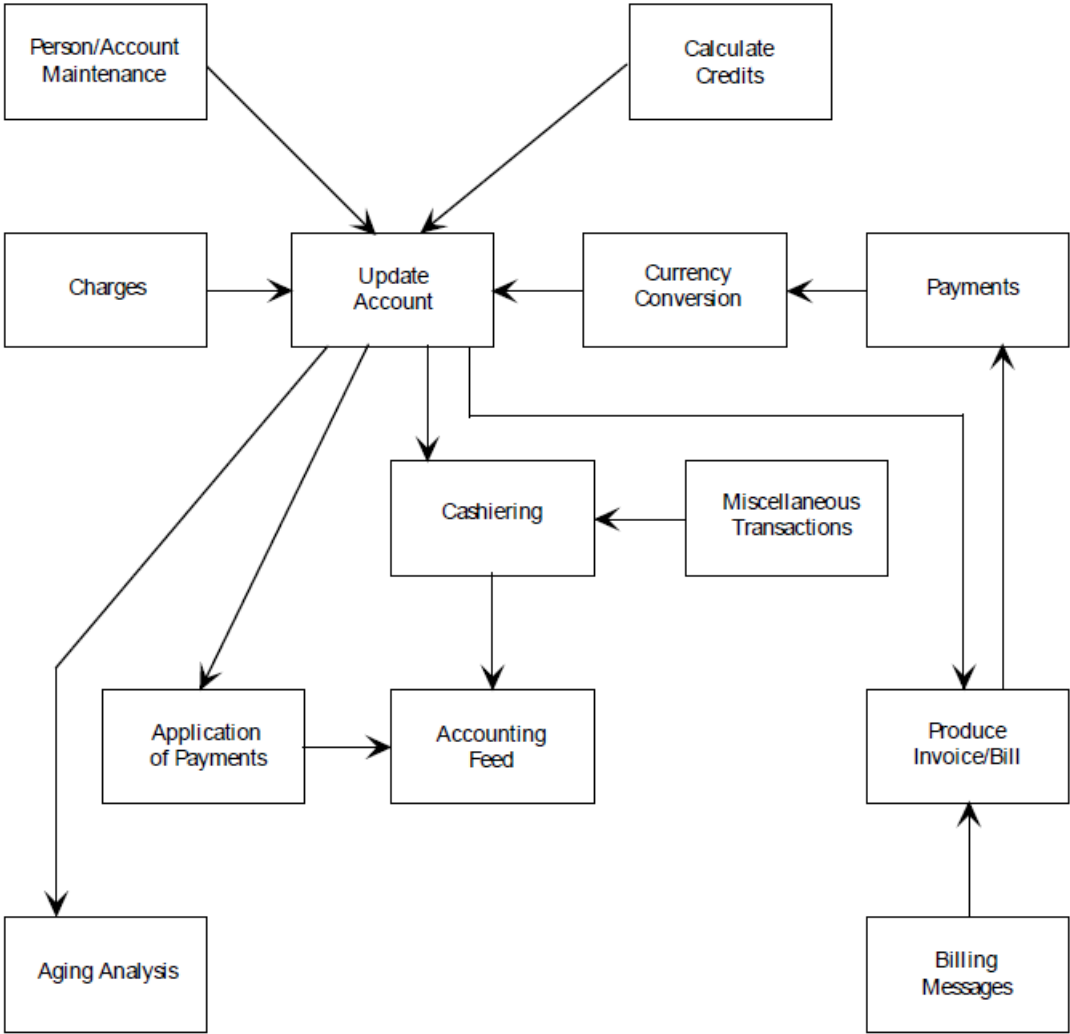 Person/Account
Maintenance
Calculate
Credits
Charges
Update
Account
Currency
Conversion
Payments
Cashiering
Miscellaneous
Transactions
Application
of Payments
Accounting
Feed
Produce
Invoice/Bill
Aging Analysis
Billing
Messages